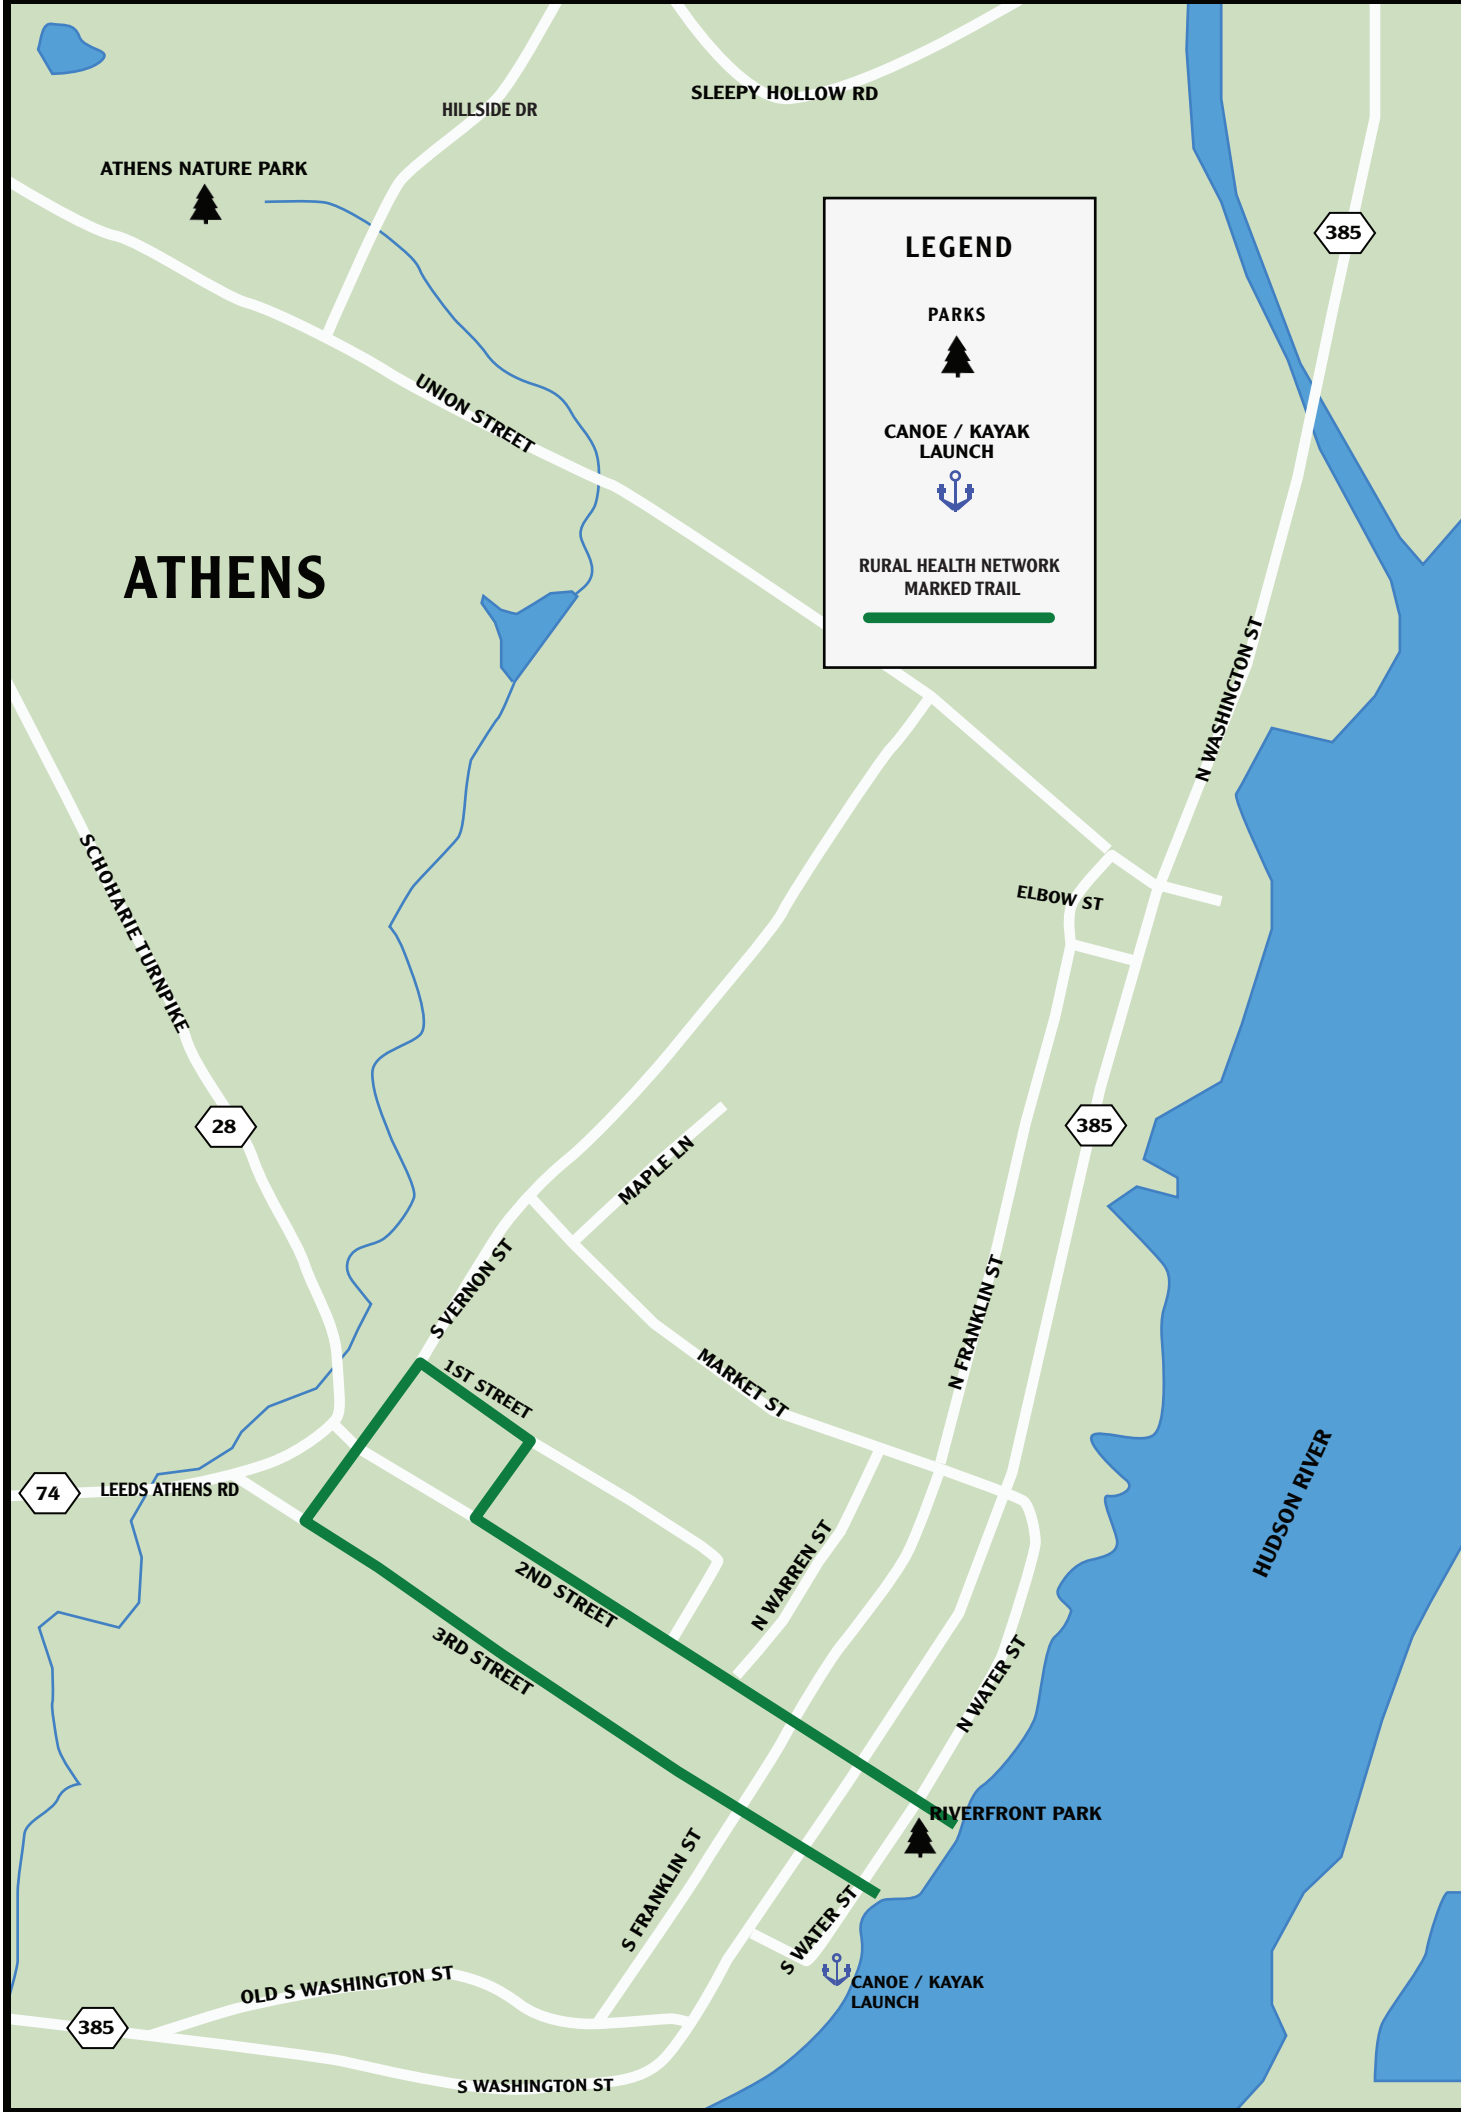 SLEEPY HOLLOW RD
HILLSIDE DR
ATHENS NATURE PARK
385
LEGEND
PARKS
CANOE / KAYAK
LAUNCH
RURAL HEALTH NETWORK
MARKED TRAIL
UNION STREET
ATHENS
N WASHINGTON ST
ELBOW ST
SCHOHARIE TURNPIKE
28
385
MAPLE LN
S VERNON ST
N FRANKLIN ST
1ST STREET
MARKET ST
74
LEEDS ATHENS RD
HUDSON RIVER
N WARREN ST
2ND STREET
3RD STREET
N WATER ST
RIVERFRONT PARK
S FRANKLIN ST
S WATER ST
OLD S WASHINGTON ST
CANOE / KAYAK
LAUNCH
385
S WASHINGTON ST